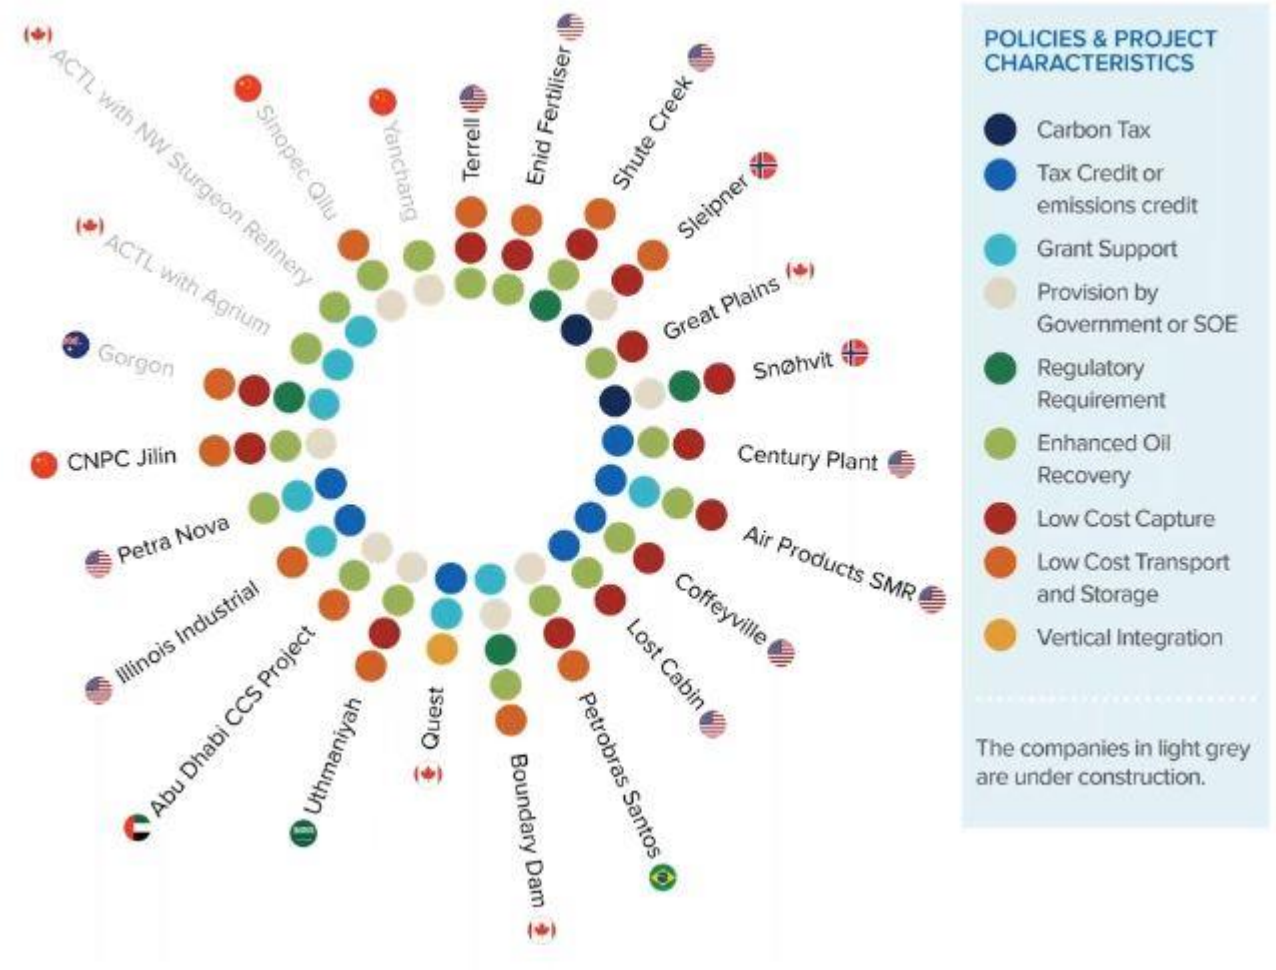 ACTL with NW Sturgeon Refinery
Sinopec Qilu
Yanchang
Terrell
Enid Fertiliser
Shute Creek
Sleipner
Great Plains
Snøhvit
Century Plant
Air Products SMR
Coffeyville
Lost Cabin
Petrobras Santos
Boundary Dam
Quest
Uthmaniyah
Abu Dhabi CCS Project
Illinois Industrial
Petra Nova
CNPC Jilin
Gorgon
ACTL with Agrium
POLICIES & PROJECT
CHARACTERISTICS
Carbon Tax
Tax Credit or
emissions credit
Grant Support
Provision by
Government or SOE
Regulatory
Requirement
Enhanced Oil
Recovery
Low Cost Capture
Low Cost Transport
and Storage
Vertical Integration
The companies in light grey
are under construction.